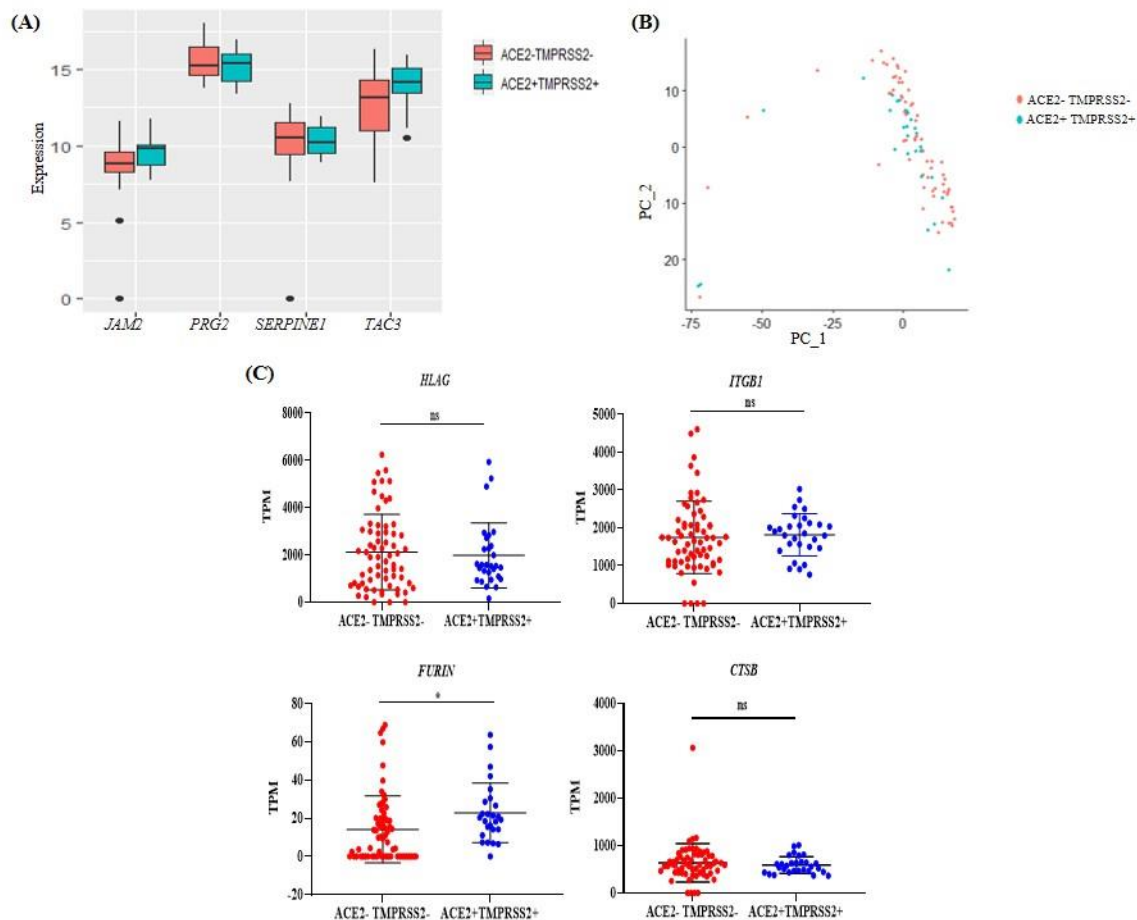 (A)
Expression
15
10
5
0
JAM2 PRG2 SERPINE1 TAC3
ACE2-TMPRSS2-
ACE2+TMPRSS2+
(B)
PC_2
10
0
10
20
-75 -50 -25 0
PC_1
ACE2- TMPRSS2-
ACE2+ TMPRSS2+
(C)
HLAG
ns
TPM
8000
6000
4000
2000
0
ACE2- TMPRSS2- ACE2+TMPRSS2+
ITGB1
ns
TPM
5000
4000
3000
2000
1000
0
ACE2- TMPRSS2- ACE2+TMPRSS2+
FURIN
*
TPM
80
60
40
20
0
-20
ACE2- TMPRSS2- ACE2+TMPRSS2+
CTSB
ns
TPM
4000
3000
2000
1000
0
ACE2- TMPRSS2- ACE2+TMPRSS2+